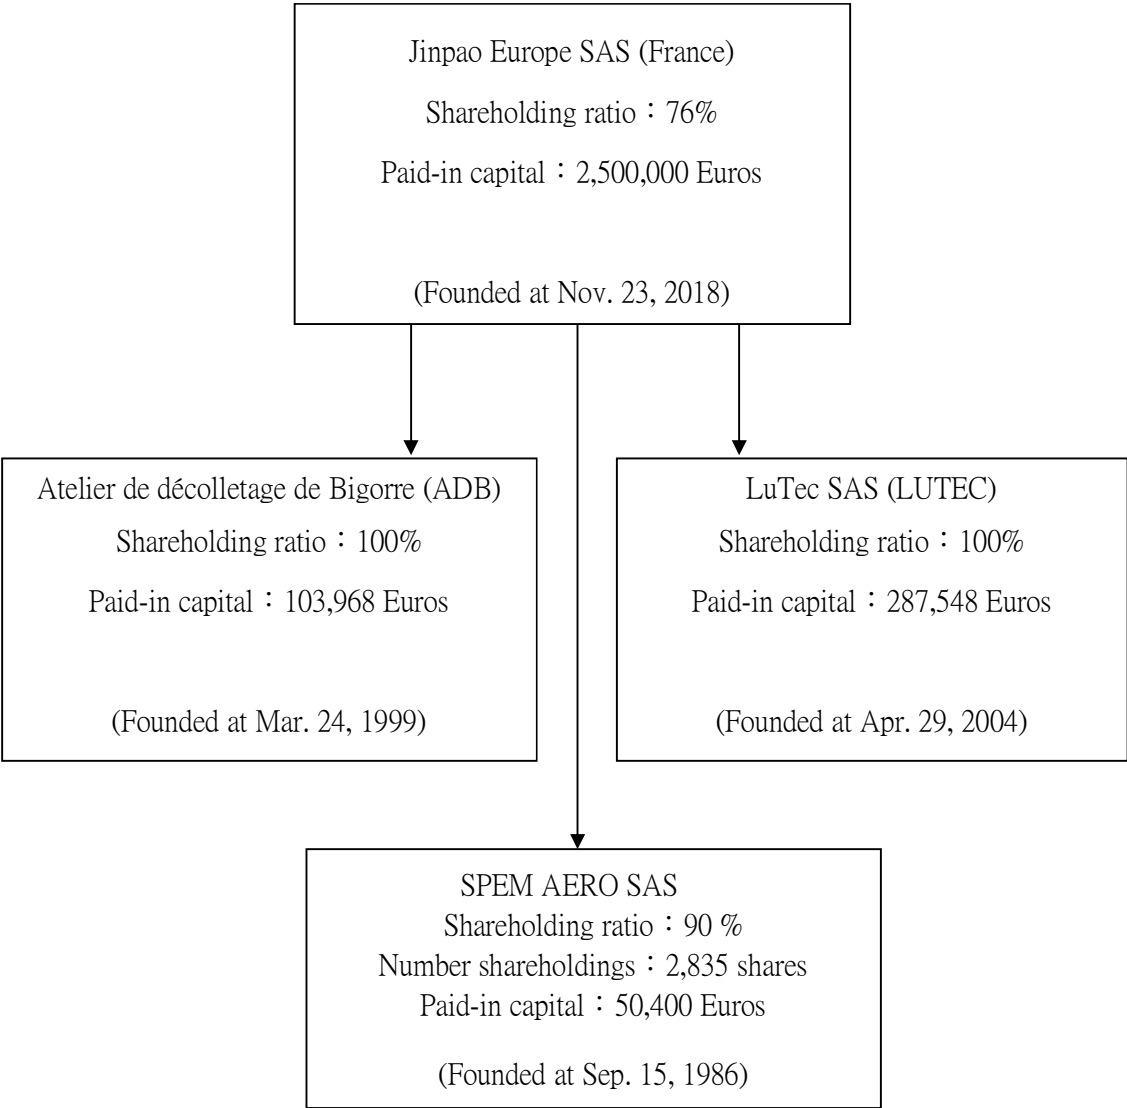 Jinpao Europe SAS (France)
Shareholding ratio：76%
Paid-in capital：2,500,000 Euros
(Founded at Nov. 23, 2018)
Atelier de décolletage de Bigorre (ADB)
Shareholding ratio：100%
Paid-in capital：103,968 Euros
(Founded at Mar. 24, 1999)
LuTec SAS (LUTEC)
Shareholding ratio：100%
Paid-in capital：287,548 Euros
(Founded at Apr. 29, 2004)
SPEM AERO SAS
Shareholding ratio：90 %
Number shareholdings：2,835 shares
Paid-in capital：50,400 Euros
(Founded at Sep. 15, 1986)